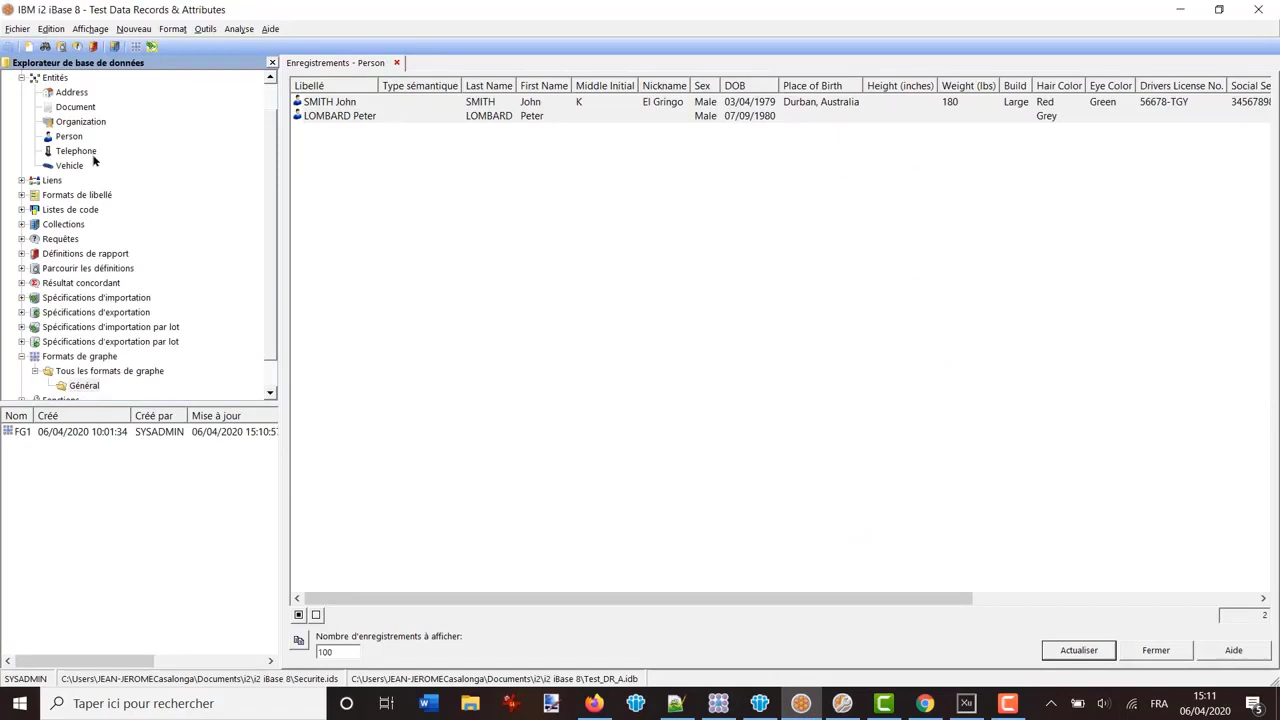 IBM i2 iBase 8 - Test Data Records & Attributes
Fichier Edition Affichage Nouveau Format Outils Analyse Aide
Explorateur de base de données
Entités
Address
Document
Organization
Person
Telephone
Vehicle
Liens
Formats de libellé
Listes de code
Collections
Requêtes
Définitions de rapport
Parcourir les définitions
Résultat concordant
Spécifications d'importation
Spécifications d'exportation
Spécifications d'importation par lot
Spécifications d'exportation par lot
Formats de graphe
Tous les formats de graphe
Général
Nom Créé Créé par Mise à jour
FG1 06/04/2020 10:01:34 SYSADMIN 06/04/2020 15:10:57
Enregistrements - Person
Libellé Type sémantique Last Name First Name Middle Initial Nickname Sex DOB Place of Birth Height (inches) Weight (lbs) Build Hair Color Eye Color Drivers License No. Social Se
SMITH John SMITH John K El Gringo Male 03/04/1979 Durban, Australia 180 Large Red Green 56678-TGY 34567898
LOMBARD Peter LOMBARD Peter Male 07/09/1980 Grey
2
Nombre d'enregistrements à afficher:
100
Actualiser Fermer Aide
SYSADMIN C:\Users\JEAN-JEROMECasalonga\Documents\i2\i2 iBase 8\Securite.ids C:\Users\JEAN-JEROMECasalonga\Documents\i2\i2 iBase 8\Test_DR_A.idb
Taper ici pour rechercher
FRA
15:11
06/04/2020